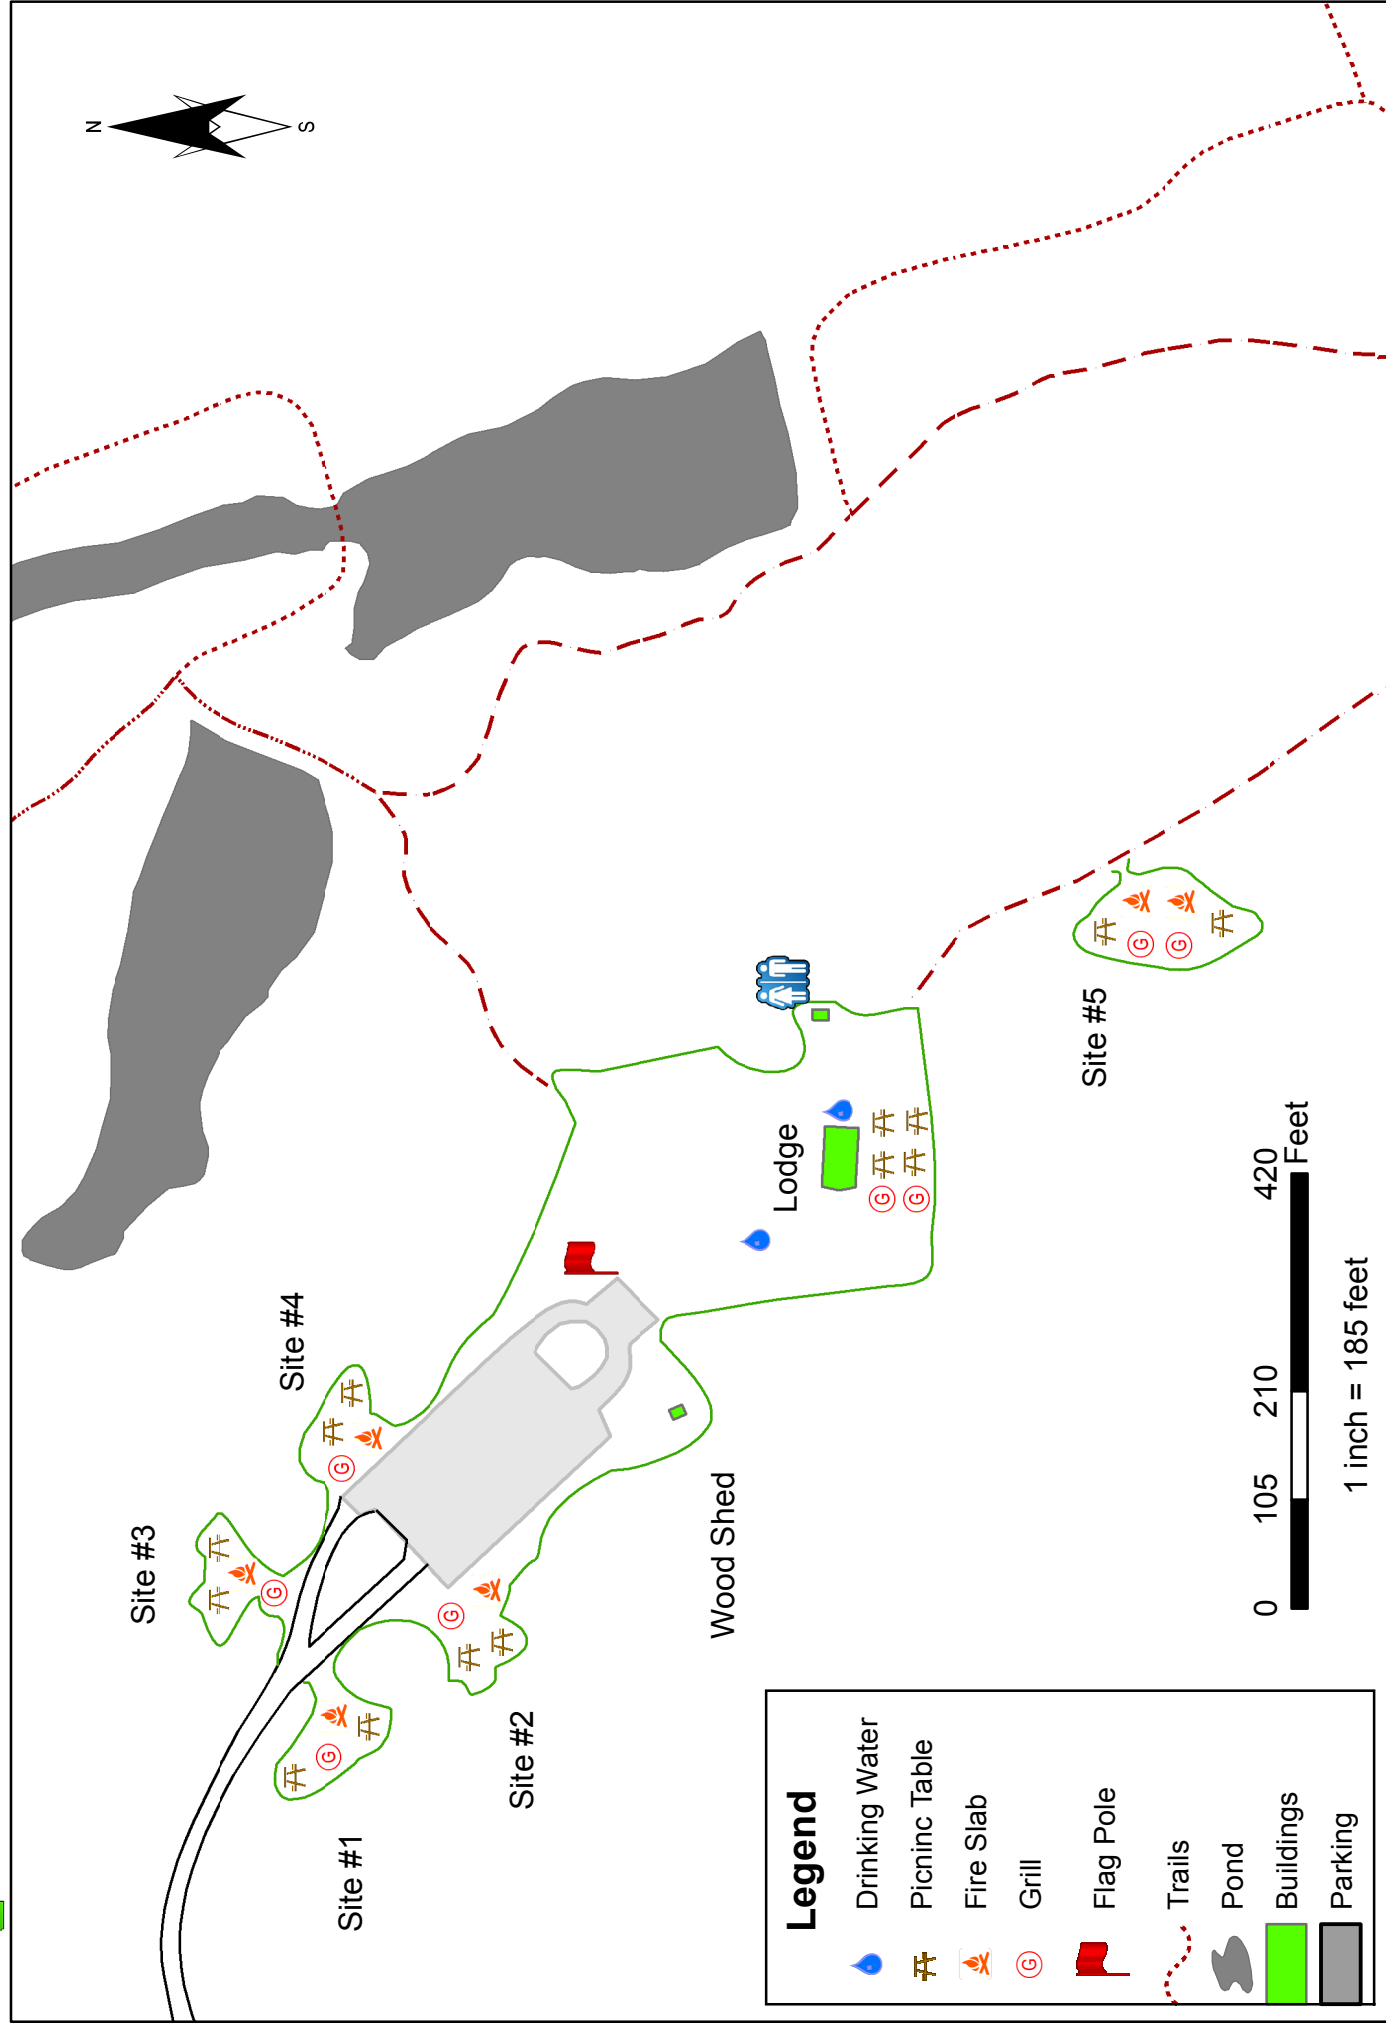 N
S
Site #3
Site #4
Site #1
Site #2
Wood Shed
Lodge
Site #5
G
G
G
G
G
G
G
G
Legend
Drinking Water
Picninc Table
Fire Slab
G Grill
Flag Pole
Trails
Pond
Buildings
Parking
0 105 210 420
Feet
1 inch = 185 feet